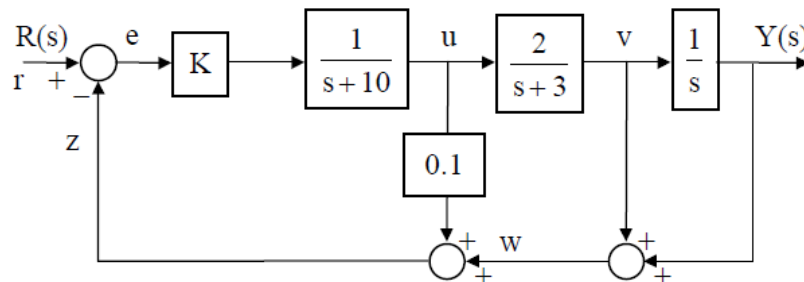 R(s)
e
u
v
Y(s)
r
+
−
K
1
s+10
2
s+3
1
s
z
0.1
+
+
w
+
+